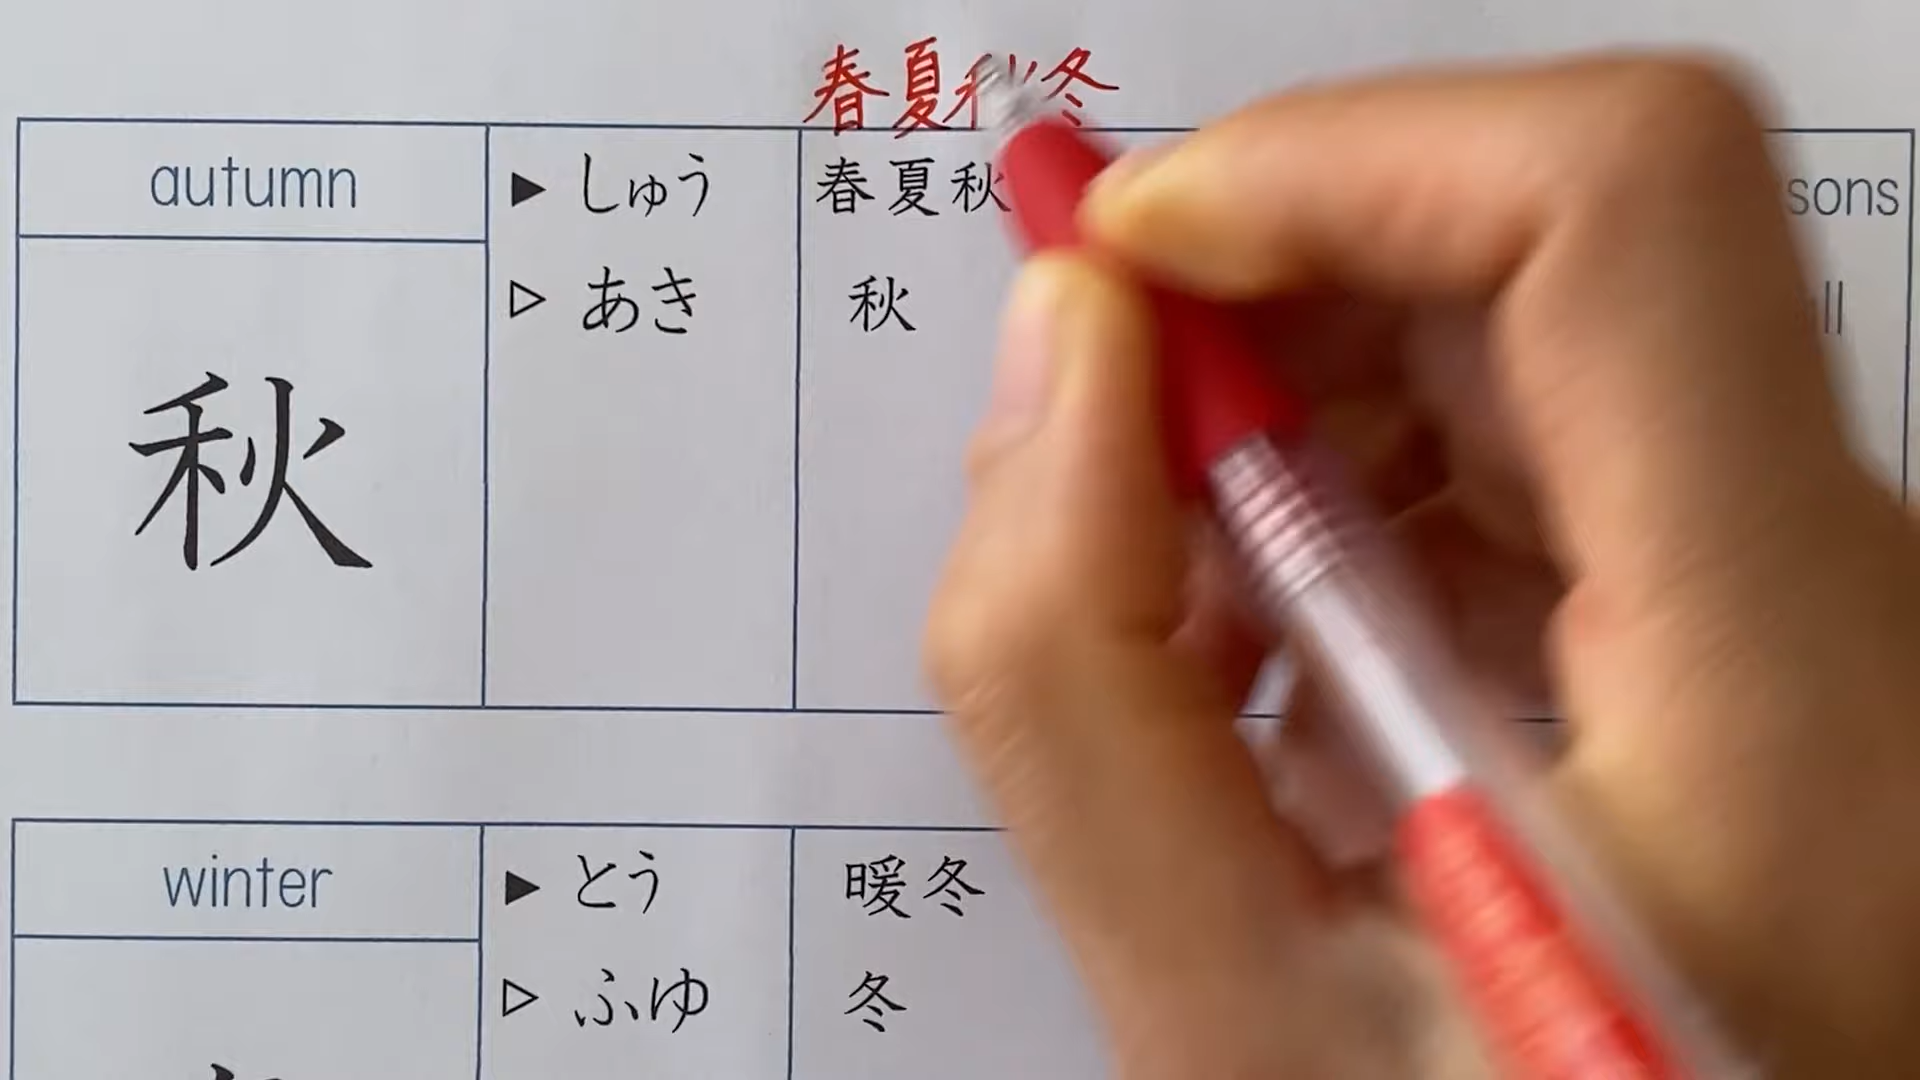 春夏秋冬
autumn
▶ しゅう
春夏秋
▷ あき
秋
秋
winter
▶ とう
暖冬
▷ ふゆ
冬